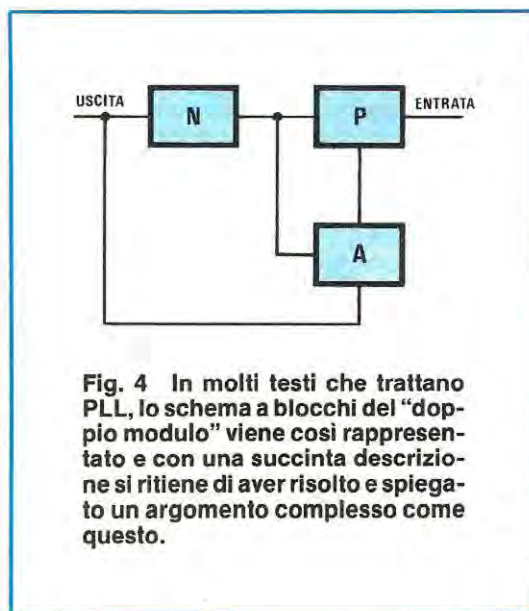 USCITA
N
P
ENTRATA
A
Fig. 4 In molti testi che trattano
PLL, lo schema a blocchi del "dop-
pio modulo" viene così rappresen-
tato e con una succinta descrizio-
ne si ritiene di aver risolto e spiega-
to un argomento complesso come
questo.